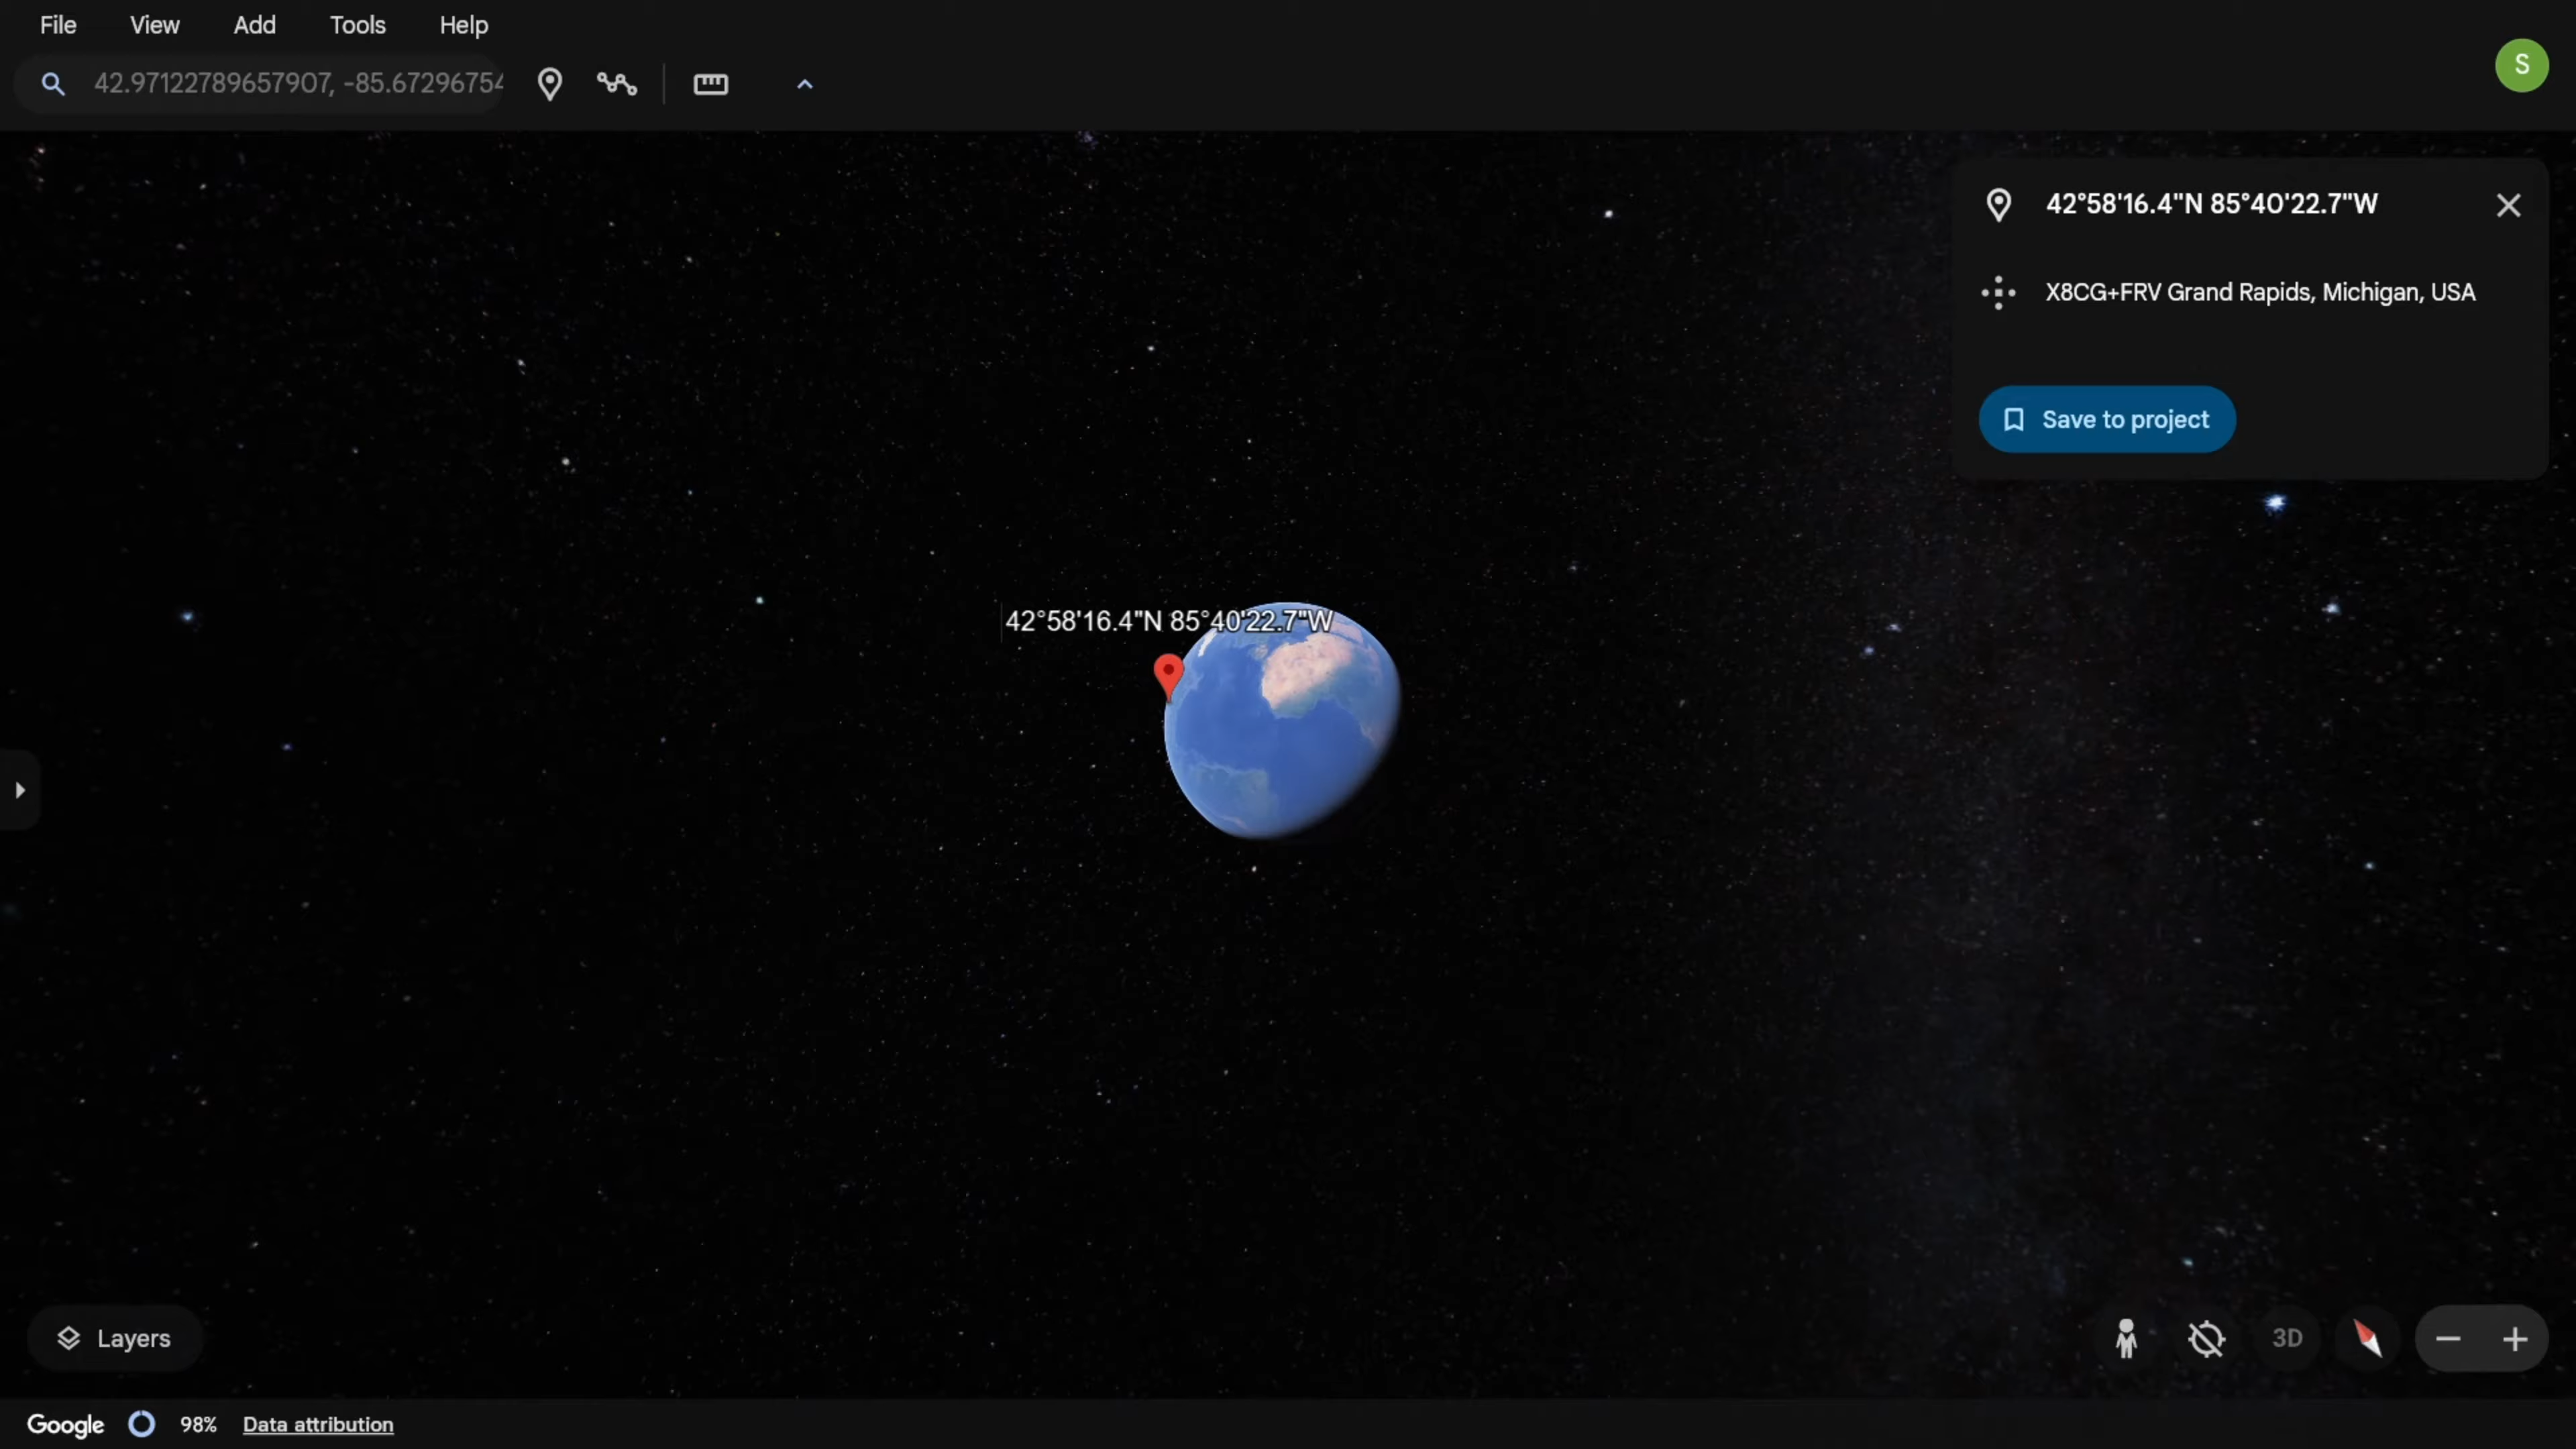 File View Add Tools Help
42.97122789657907, -85.67296754
S
42°58'16.4"N 85°40'22.7"W
X8CG+FRV Grand Rapids, Michigan, USA
Save to project
42°58'16.4"N 85°40'22.7"W
Layers
3D
Google 98% Data attribution